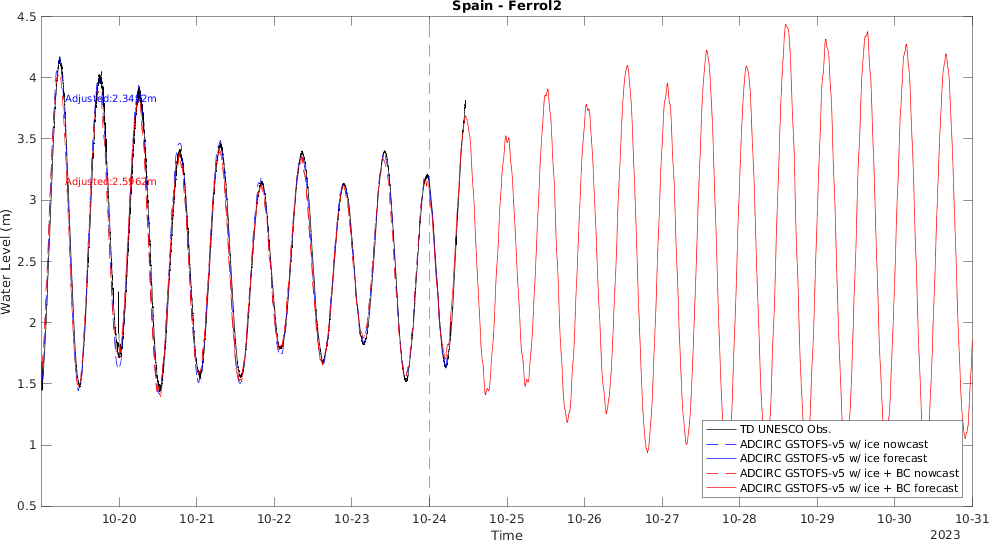 Spain - Ferrol2
4.5
4
3.5
3
2.5
2
1.5
1
0.5
Water Level (m)
Adjusted:2.3482m
Adjusted:2.5962m
TD UNESCO Obs.
ADCIRC GSTOFS-v5 w/ ice nowcast
ADCIRC GSTOFS-v5 w/ ice forecast
ADCIRC GSTOFS-v5 w/ ice + BC nowcast
ADCIRC GSTOFS-v5 w/ ice + BC forecast
10-20 10-21 10-22 10-23 10-24 10-25 10-26 10-27 10-28 10-29 10-30 10-31
Time
2023